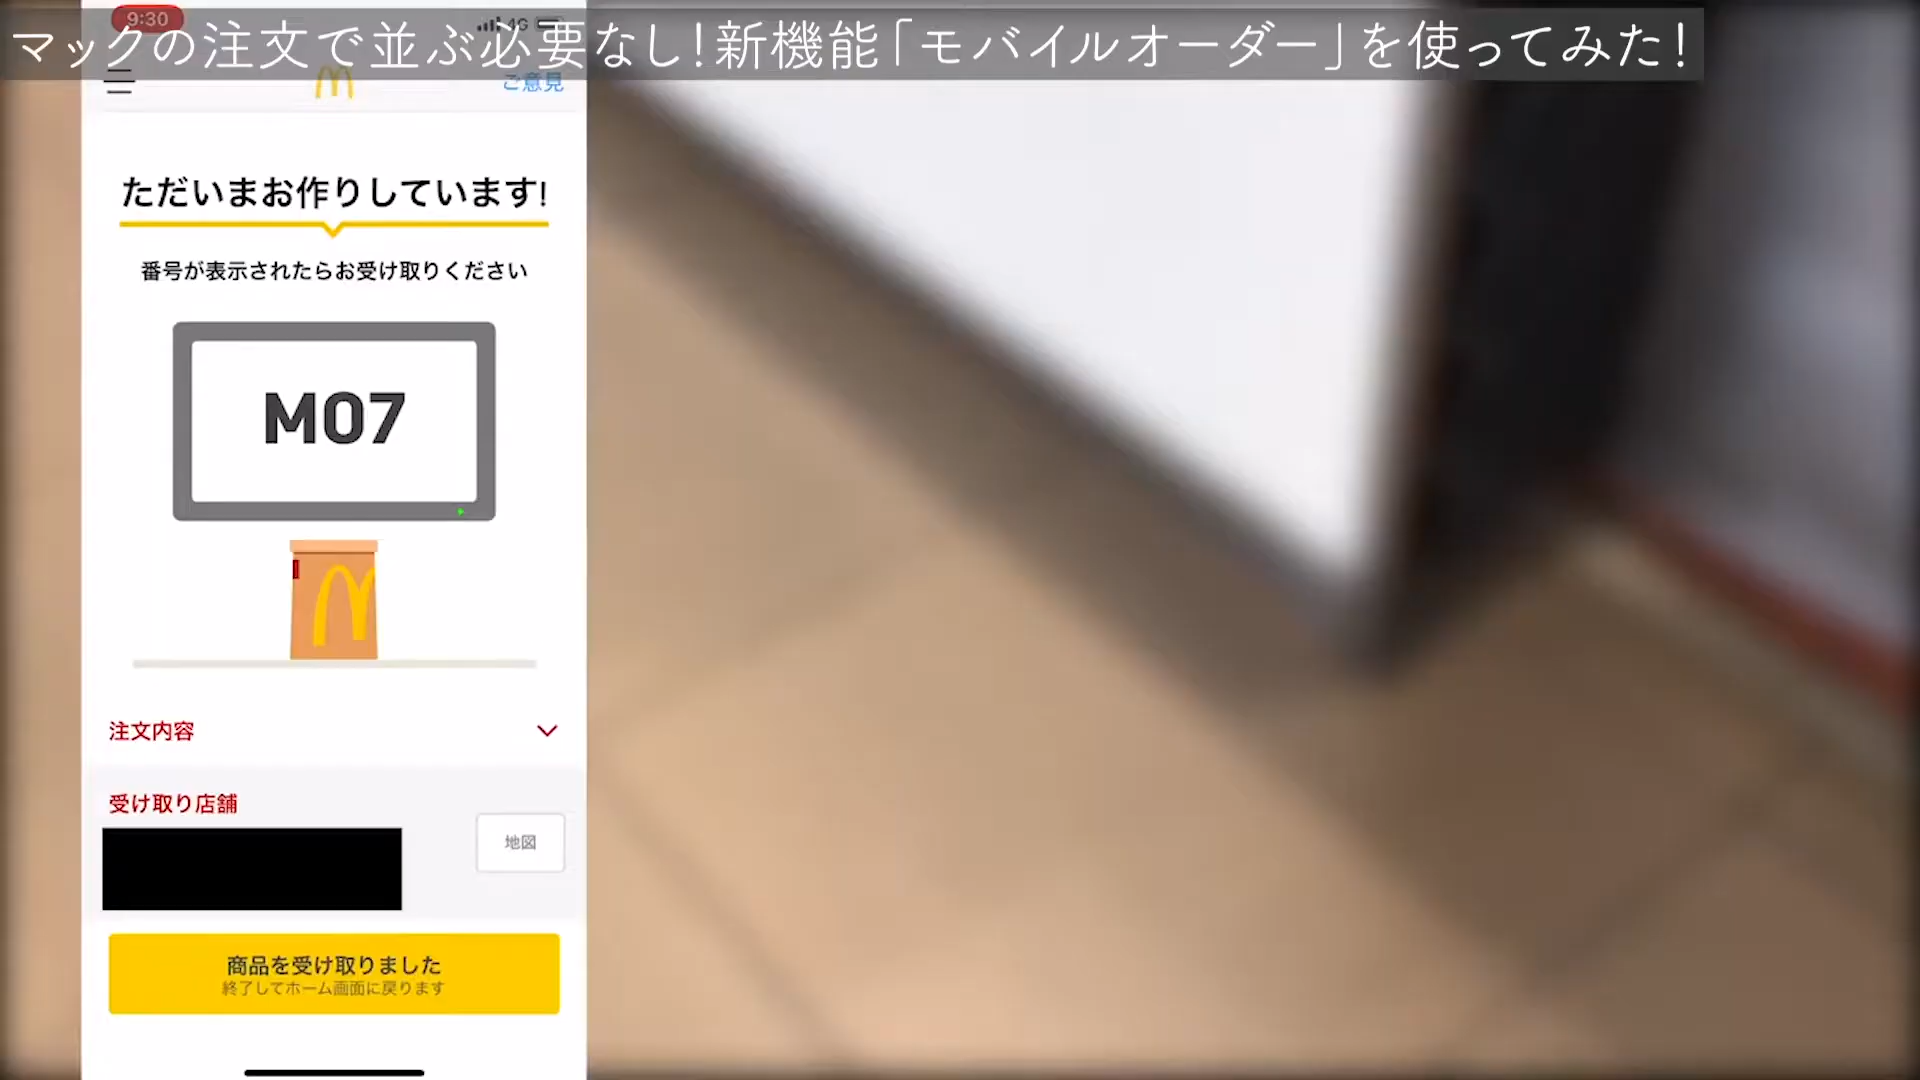 マックの注文で並ぶ必要なし！新機能「モバイルオーダー」を使ってみた！
9:30
4G
ご意見
ただいまお作りしています!
番号が表示されたらお受け取りください
M07
注文内容
受け取り店舗
地図
商品を受け取りました
終了してホーム画面に戻ります